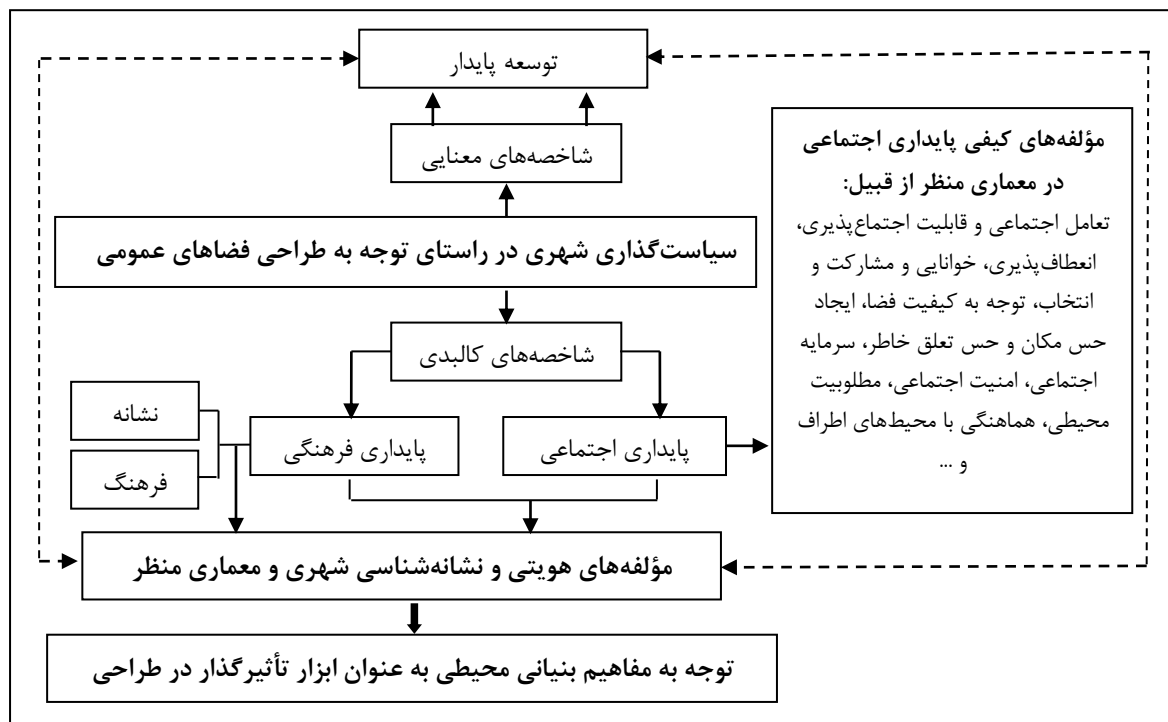 توسعه پایدار
شاخصه‌های معنایی
مؤلفه‌های کیفی پایداری اجتماعی
در معماری منظر از قبیل:
تعامل اجتماعی و قابلیت اجتماع‌پذیری،
انعطاف‌پذیری، خوانایی و مشارکت و
انتخاب، توجه به کیفیت فضا، ایجاد
حس مکان و حس تعلق خاطر، سرمایه
اجتماعی، امنیت اجتماعی، مطلوبیت
محیطی، هماهنگی با محیط‌های اطراف
و ...
سیاست‌گذاری شهری در راستای توجه به طراحی فضاهای عمومی
شاخصه‌های کالبدی
پایداری اجتماعی
پایداری فرهنگی
نشانه
فرهنگ
مؤلفه‌های هویتی و نشانه‌شناسی شهری و معماری منظر
توجه به مفاهیم بنیانی محیطی به عنوان ابزار تأثیرگذار در طراحی